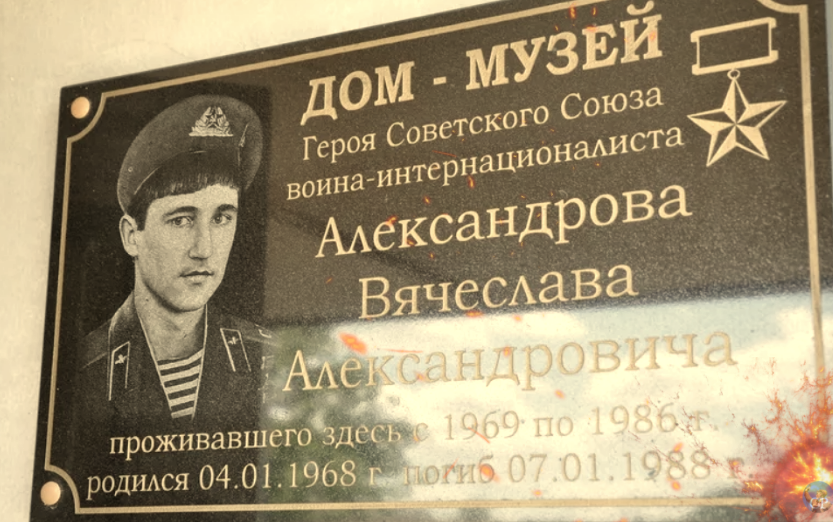 ДОМ - МУЗЕЙ
Героя Советского Союза
воина-интернационалиста
Александрова
Вячеслава
Александровича
проживавшего здесь с 1969 по 1986 г.
родился 04.01.1968 г. погиб 07.01.1988 г.